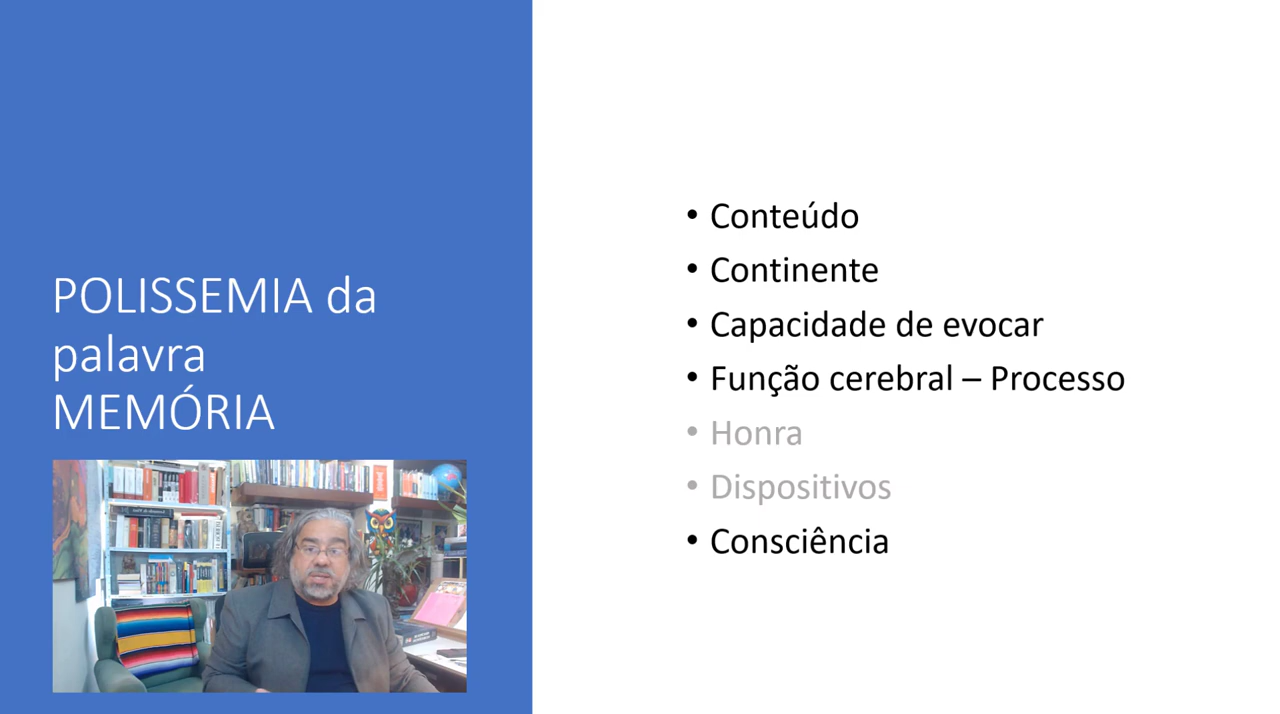 POLISSEMIA da
palavra
MEMÓRIA
• Conteúdo
• Continente
• Capacidade de evocar
• Função cerebral – Processo
• Honra
• Dispositivos
• Consciência